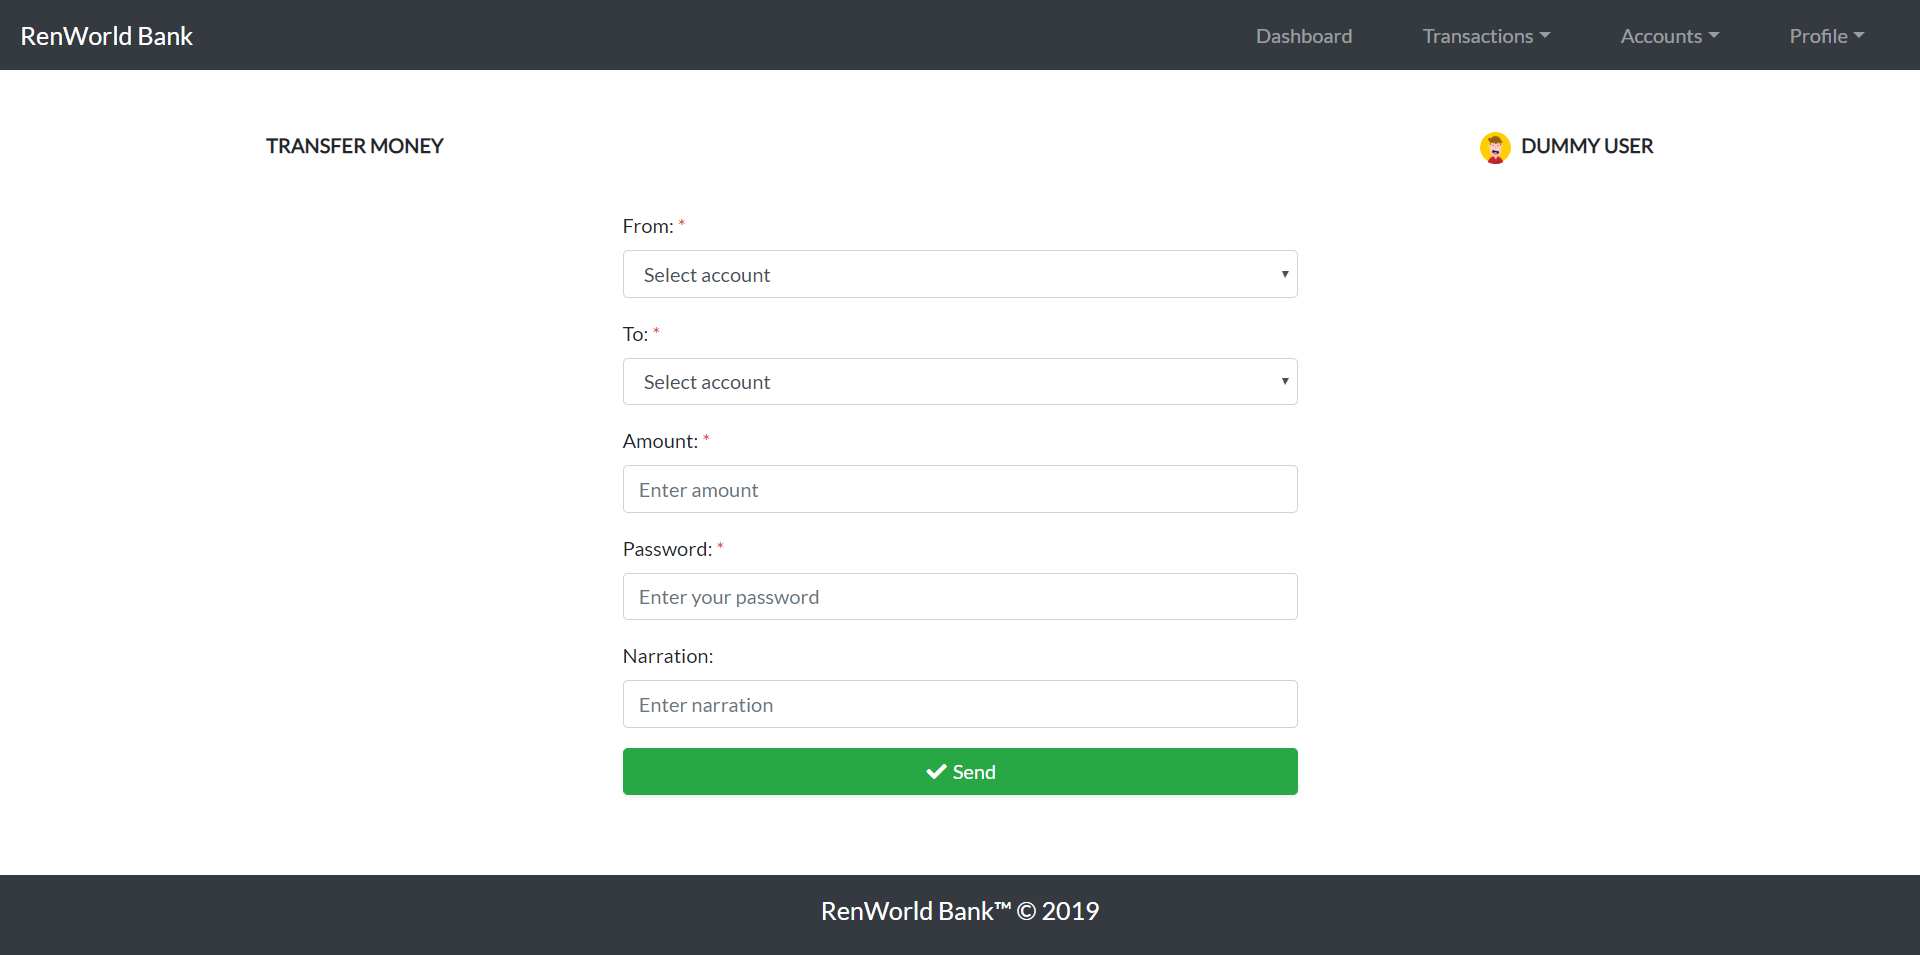 RenWorld Bank
Dashboard
Transactions
Accounts
Profile
TRANSFER MONEY
DUMMY USER
From: *
Select account
To: *
Select account
Amount: *
Enter amount
Password: *
Enter your password
Narration:
Enter narration
Send
RenWorld Bank™ © 2019